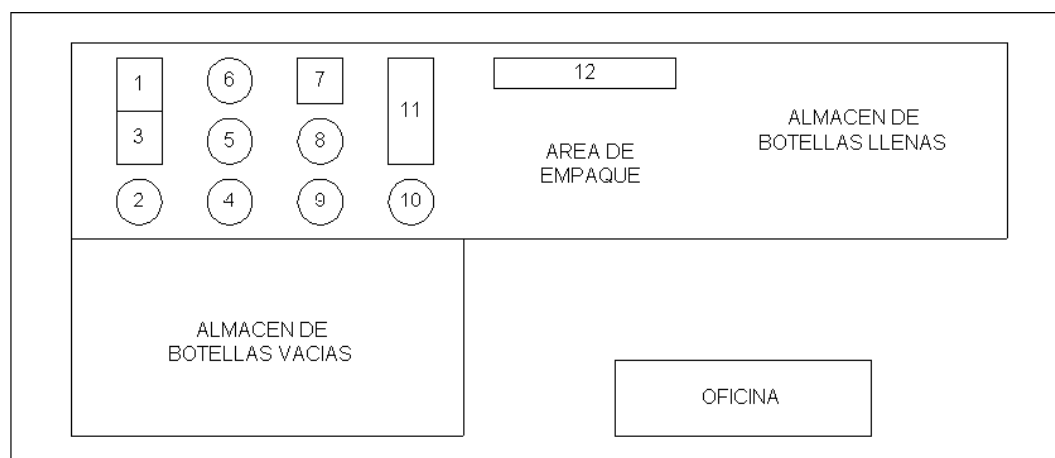 1
6
7
11
12
3
5
8
2
4
9
10
AREA DE
EMPAQUE
ALMACEN DE
BOTELLAS LLENAS
ALMACEN DE
BOTELLAS VACIAS
OFICINA